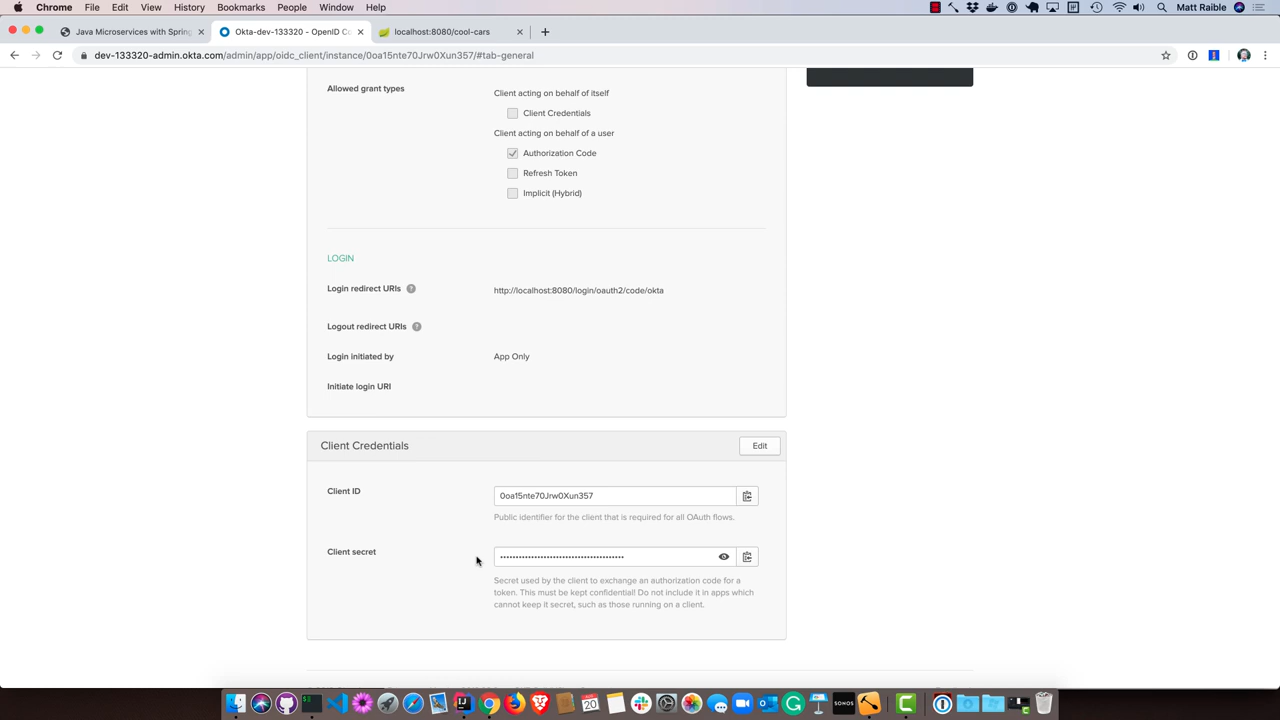 Chrome File Edit View History Bookmarks People Window Help Matt Raible
Java Microservices with Spring Okta-dev-133320 - OpenID Co localhost:8080/cool-cars
dev-133320-admin.okta.com/admin/app/oidc_client/instance/0oa15nte70Jrw0Xun357/#tab-general
Allowed grant types
Client acting on behalf of itself
Client Credentials
Client acting on behalf of a user
Authorization Code
Refresh Token
Implicit (Hybrid)
LOGIN
Login redirect URIs ? http://localhost:8080/login/oauth2/code/okta
Logout redirect URIs ?
Login initiated by App Only
Initiate login URI
Client Credentials Edit
Client ID 0oa15nte70Jrw0Xun357
Public identifier for the client that is required for all OAuth flows.
Client secret ••••••••••••••••••••••••••••••••••••••••
Secret used by the client to exchange an authorization code for a
token. This must be kept confidential! Do not include it in apps which
cannot keep it secret, such as those running on a client.
20 SONOS